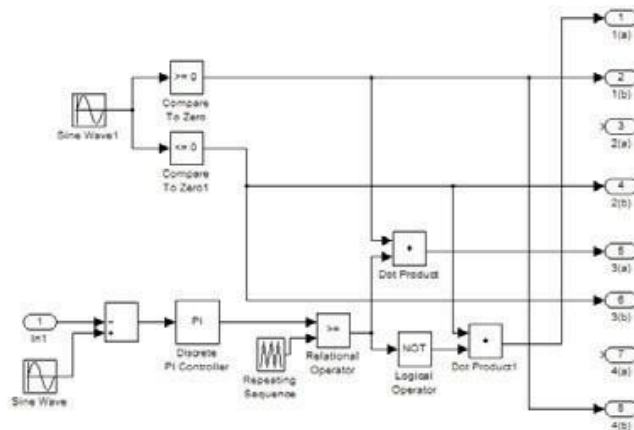 1
1(a)
>= 0
Compare
To Zero
2
1(b)
Sine Wave1
3
2(a)
<= 0
Compare
To Zero1
4
2(b)
Dot Product
5
3(a)
1
In1
PI
Discrete
PI Controller
>=
Relational
Operator
6
3(b)
Repeating
Sequence
NOT
Logical
Operator
Dot Product1
7
4(a)
Sine Wave
8
4(b)